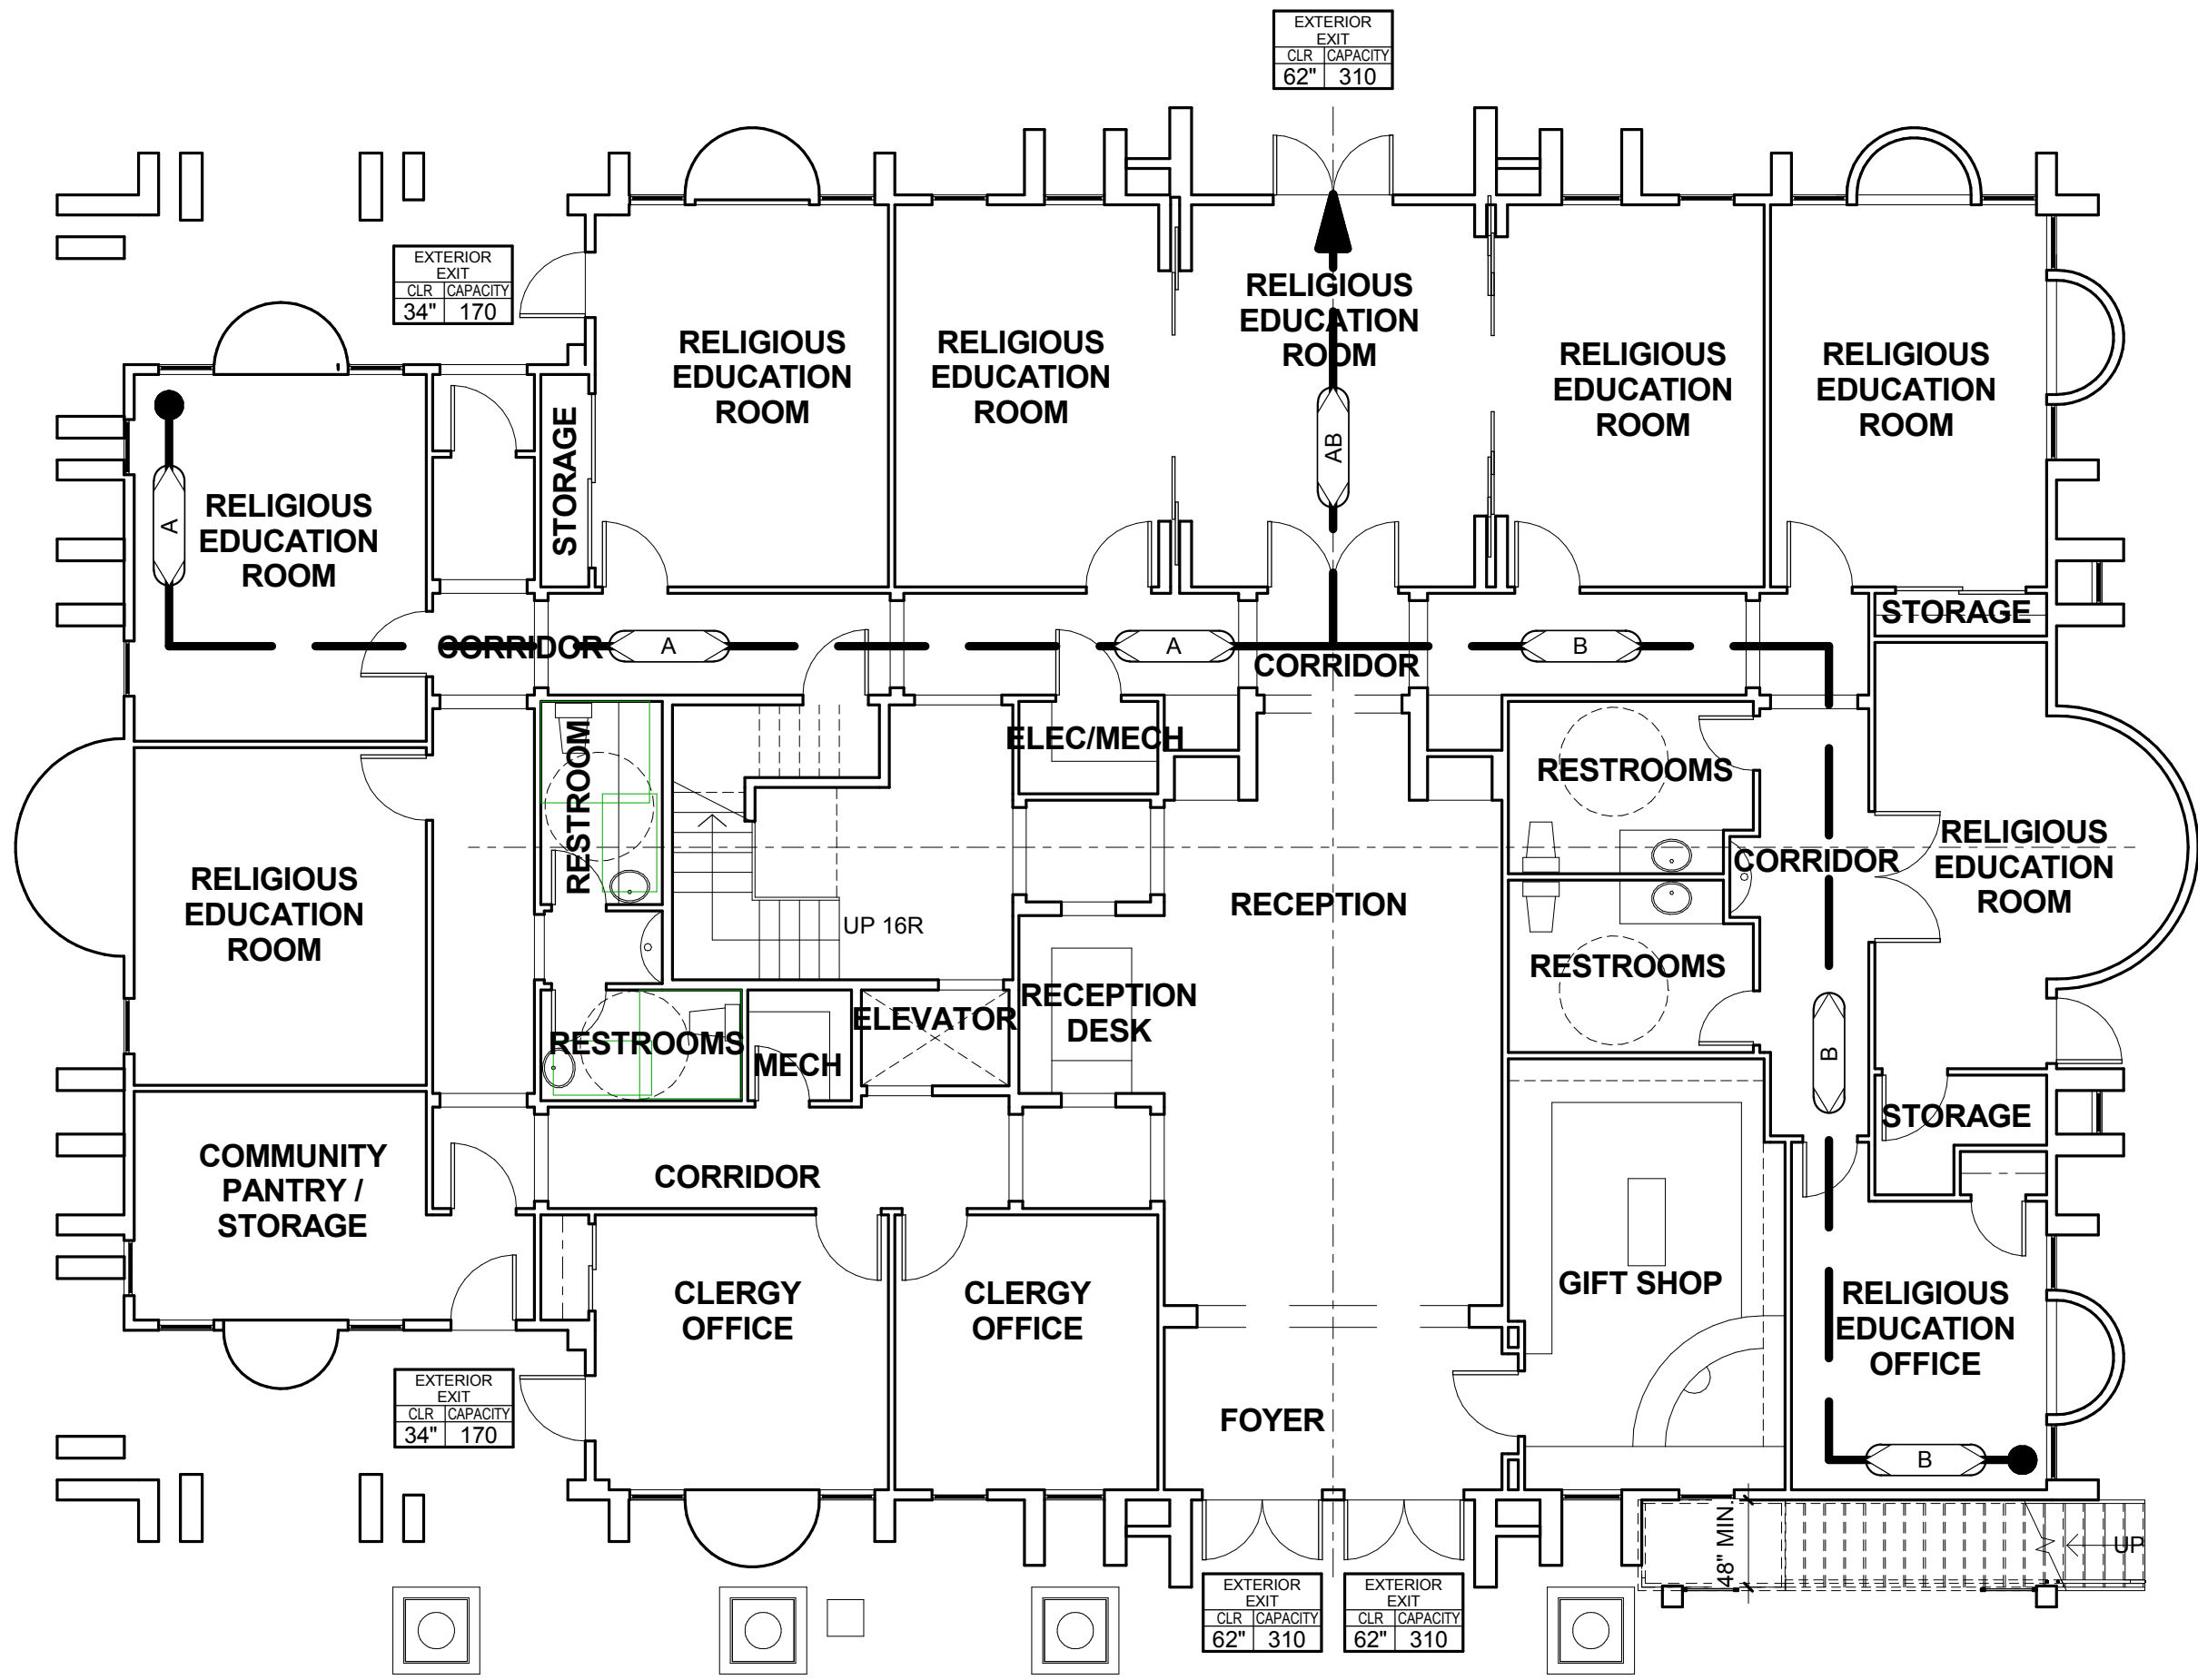 EXTERIOR
EXIT
CLR CAPACITY
62" 310
EXTERIOR
EXIT
CLR CAPACITY
34" 170
RELIGIOUS
EDUCATION
ROOM
RELIGIOUS
EDUCATION
ROOM
RELIGIOUS
EDUCATION
ROOM
RELIGIOUS
EDUCATION
ROOM
RELIGIOUS
EDUCATION
ROOM
AB
STORAGE
A
RELIGIOUS
EDUCATION
ROOM
STORAGE
CORRIDOR
A
A
B
CORRIDOR
RESTROOM
ELEC/MECH
RESTROOMS
CORRIDOR
RELIGIOUS
EDUCATION
ROOM
RELIGIOUS
EDUCATION
ROOM
UP 16R
RECEPTION
RESTROOMS
RECEPTION
DESK
ELEVATOR
RESTROOMS
MECH
B
STORAGE
COMMUNITY
PANTRY /
STORAGE
CORRIDOR
CLERGY
OFFICE
CLERGY
OFFICE
GIFT SHOP
RELIGIOUS
EDUCATION
OFFICE
EXTERIOR
EXIT
CLR CAPACITY
34" 170
FOYER
B
48" MIN.
UP
EXTERIOR
EXIT
CLR CAPACITY
62" 310
EXTERIOR
EXIT
CLR CAPACITY
62" 310